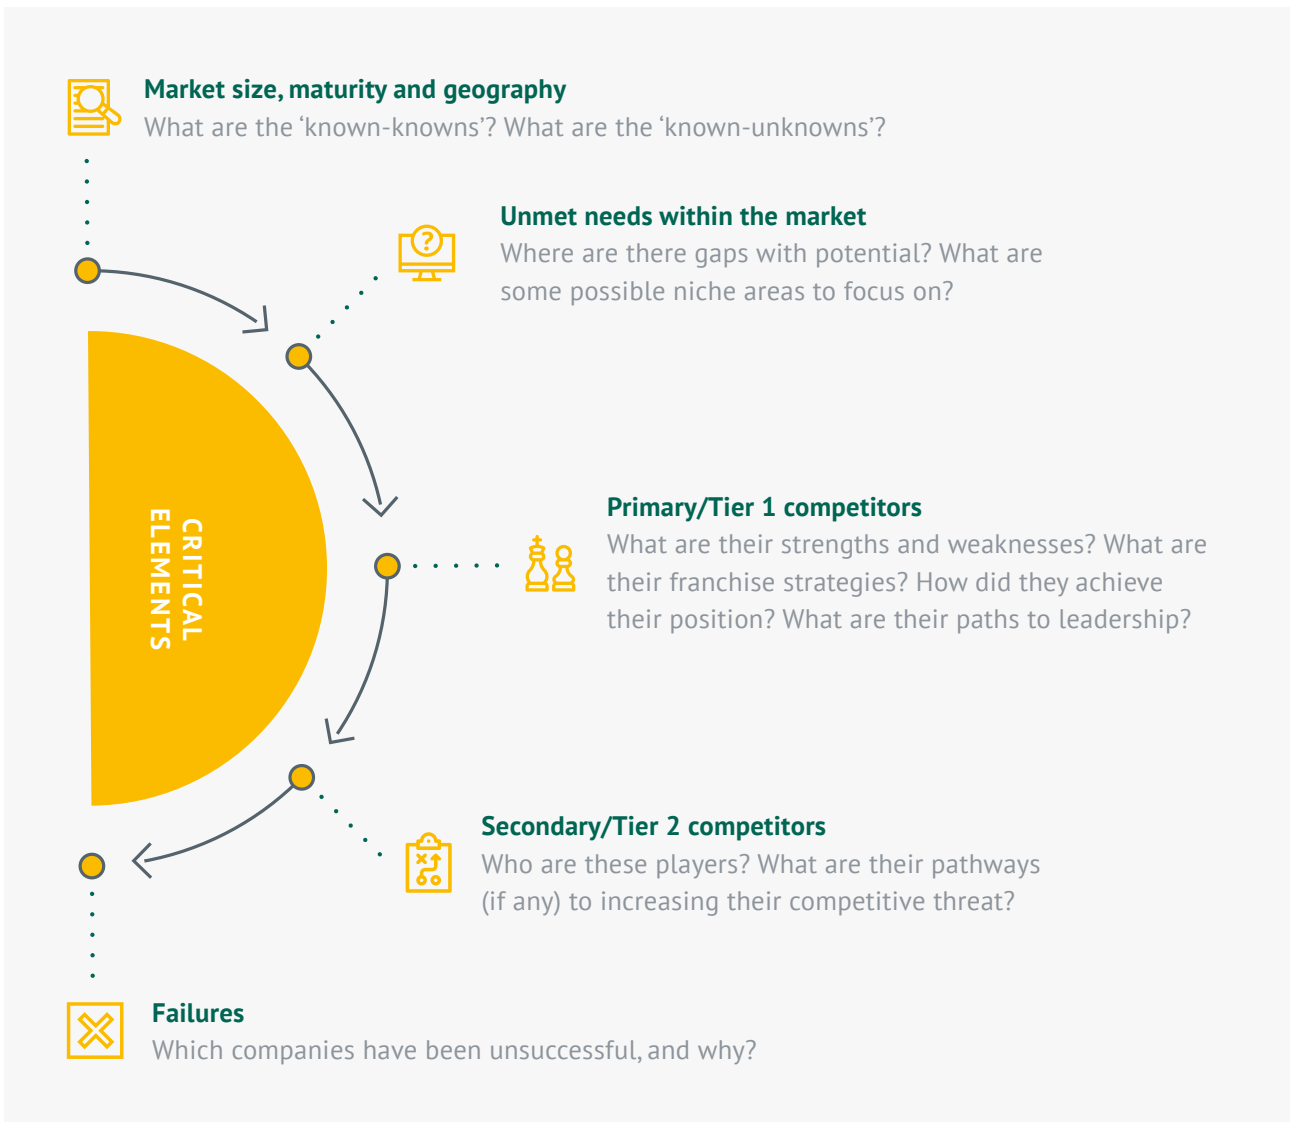 Market size, maturity and geography
What are the ‘known-knowns’? What are the ‘known-unknowns’?
Unmet needs within the market
Where are there gaps with potential? What are
some possible niche areas to focus on?
CRITICAL
ELEMENTS
Primary/Tier 1 competitors
What are their strengths and weaknesses? What are
their franchise strategies? How did they achieve
their position? What are their paths to leadership?
Secondary/Tier 2 competitors
Who are these players? What are their pathways
(if any) to increasing their competitive threat?
Failures
Which companies have been unsuccessful, and why?